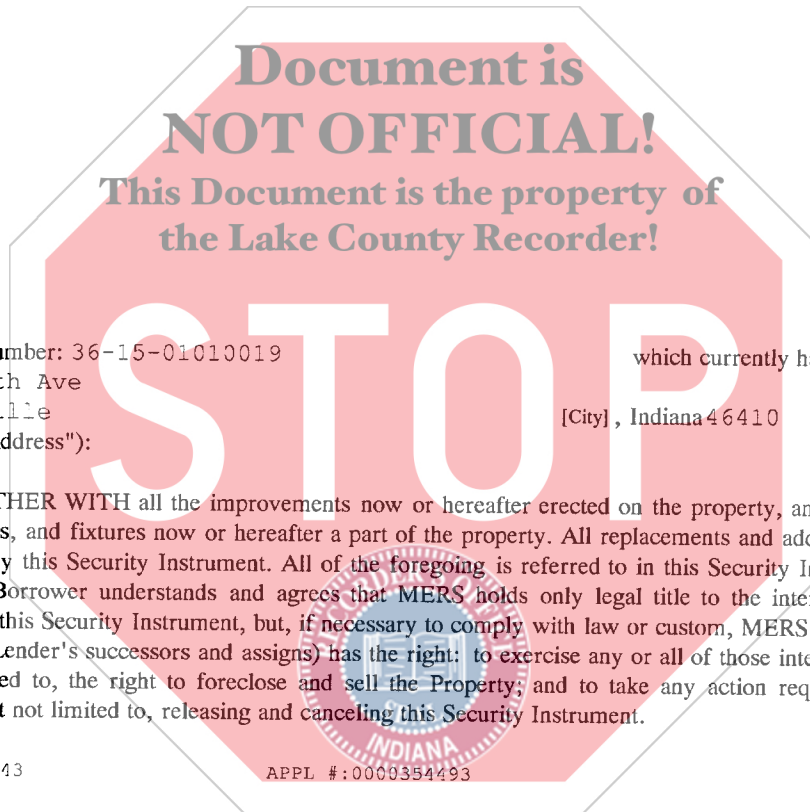 Document is
NOT OFFICIAL!
This Document is the property of
the Lake County Recorder!
STOP
umber: 36-15-01010019 which currently h
th Ave
lle [City] , Indiana 46410
ddress"):
THER WITH all the improvements now or hereafter erected on the property, an
s, and fixtures now or hereafter a part of the property. All replacements and add
y this Security Instrument. All of the foregoing is referred to in this Security I
Borrower understands and agrees that MERS holds only legal title to the inte
this Security Instrument, but, if necessary to comply with law or custom, MERS
ender's successors and assigns) has the right: to exercise any or all of those inte
ed to, the right to foreclose and sell the Property; and to take any action req
t not limited to, releasing and canceling this Security Instrument.
RECORDER'S OFFICE
INDIANA
43 APPL #:0000354493